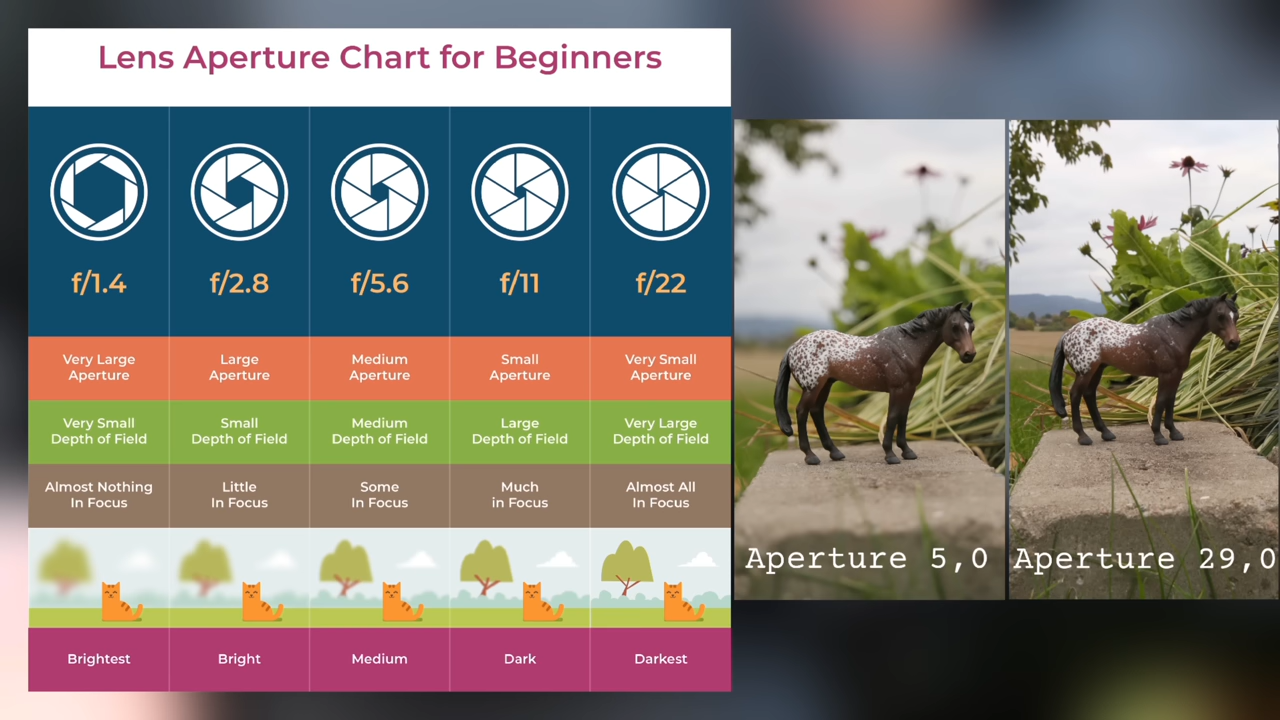 Lens Aperture Chart for Beginners
f/1.4
f/2.8
f/5.6
f/11
f/22
Very Large
Aperture
Large
Aperture
Medium
Aperture
Small
Aperture
Very Small
Aperture
Very Small
Depth of Field
Small
Depth of Field
Medium
Depth of Field
Large
Depth of Field
Very Large
Depth of Field
Almost Nothing
In Focus
Little
In Focus
Some
In Focus
Much
in Focus
Almost All
In Focus
Brightest
Bright
Medium
Dark
Darkest
Aperture 5,0
Aperture 29,0